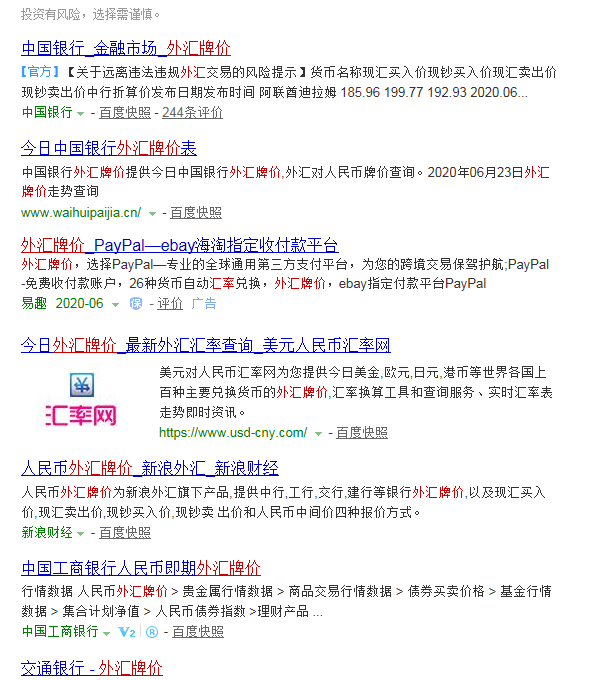 投资有风险，选择需谨慎。
中国银行_金融市场_外汇牌价
[官方] 【关于远离违法违规外汇交易的风险提示】货币名称现汇买入价现钞买入价现汇卖出价
现钞卖出价中行折算价发布日期发布时间 阿联酋迪拉姆 185.96 199.77 192.93 2020.06...
中国银行 - 百度快照 - 244条评价
今日中国银行外汇牌价表
中国银行外汇牌价提供今日中国银行外汇牌价,外汇对人民币牌价查询。2020年06月23日外汇
牌价走势查询
www.waihuipaijia.cn/ - 百度快照
外汇牌价_PayPal—ebay海淘指定收付款平台
外汇牌价，选择PayPal—专业的全球通用第三方支付平台，为您的跨境交易保驾护航;PayPal
-免费收付款账户，26种货币自动汇率兑换，外汇牌价，ebay指定付款平台PayPal
易趣 2020-06 保 - 评价 广告
今日外汇牌价_最新外汇汇率查询_美元人民币汇率网
美元对人民币汇率网为您提供今日美金,欧元,日元,港币等世界各国上
百种主要兑换货币的外汇牌价,汇率换算工具和查询服务、实时汇率表
走势即时资讯。
汇率网
https://www.usd-cny.com/ - 百度快照
人民币外汇牌价_新浪外汇_新浪财经
人民币外汇牌价为新浪外汇旗下产品,提供中行,工行,交行,建行等银行外汇牌价,以及现汇买入
价,现汇卖出价,现钞买入价,现钞卖 出价和人民币中间价四种报价方式。
新浪财经 - 百度快照
中国工商银行人民币即期外汇牌价
行情数据 人民币外汇牌价 > 贵金属行情数据 > 商品交易行情数据 > 债券买卖价格 > 基金行情
数据 > 集合计划净值 > 人民币债券指数 >理财产品 ...
中国工商银行 V2 ® - 百度快照
交通银行 - 外汇牌价